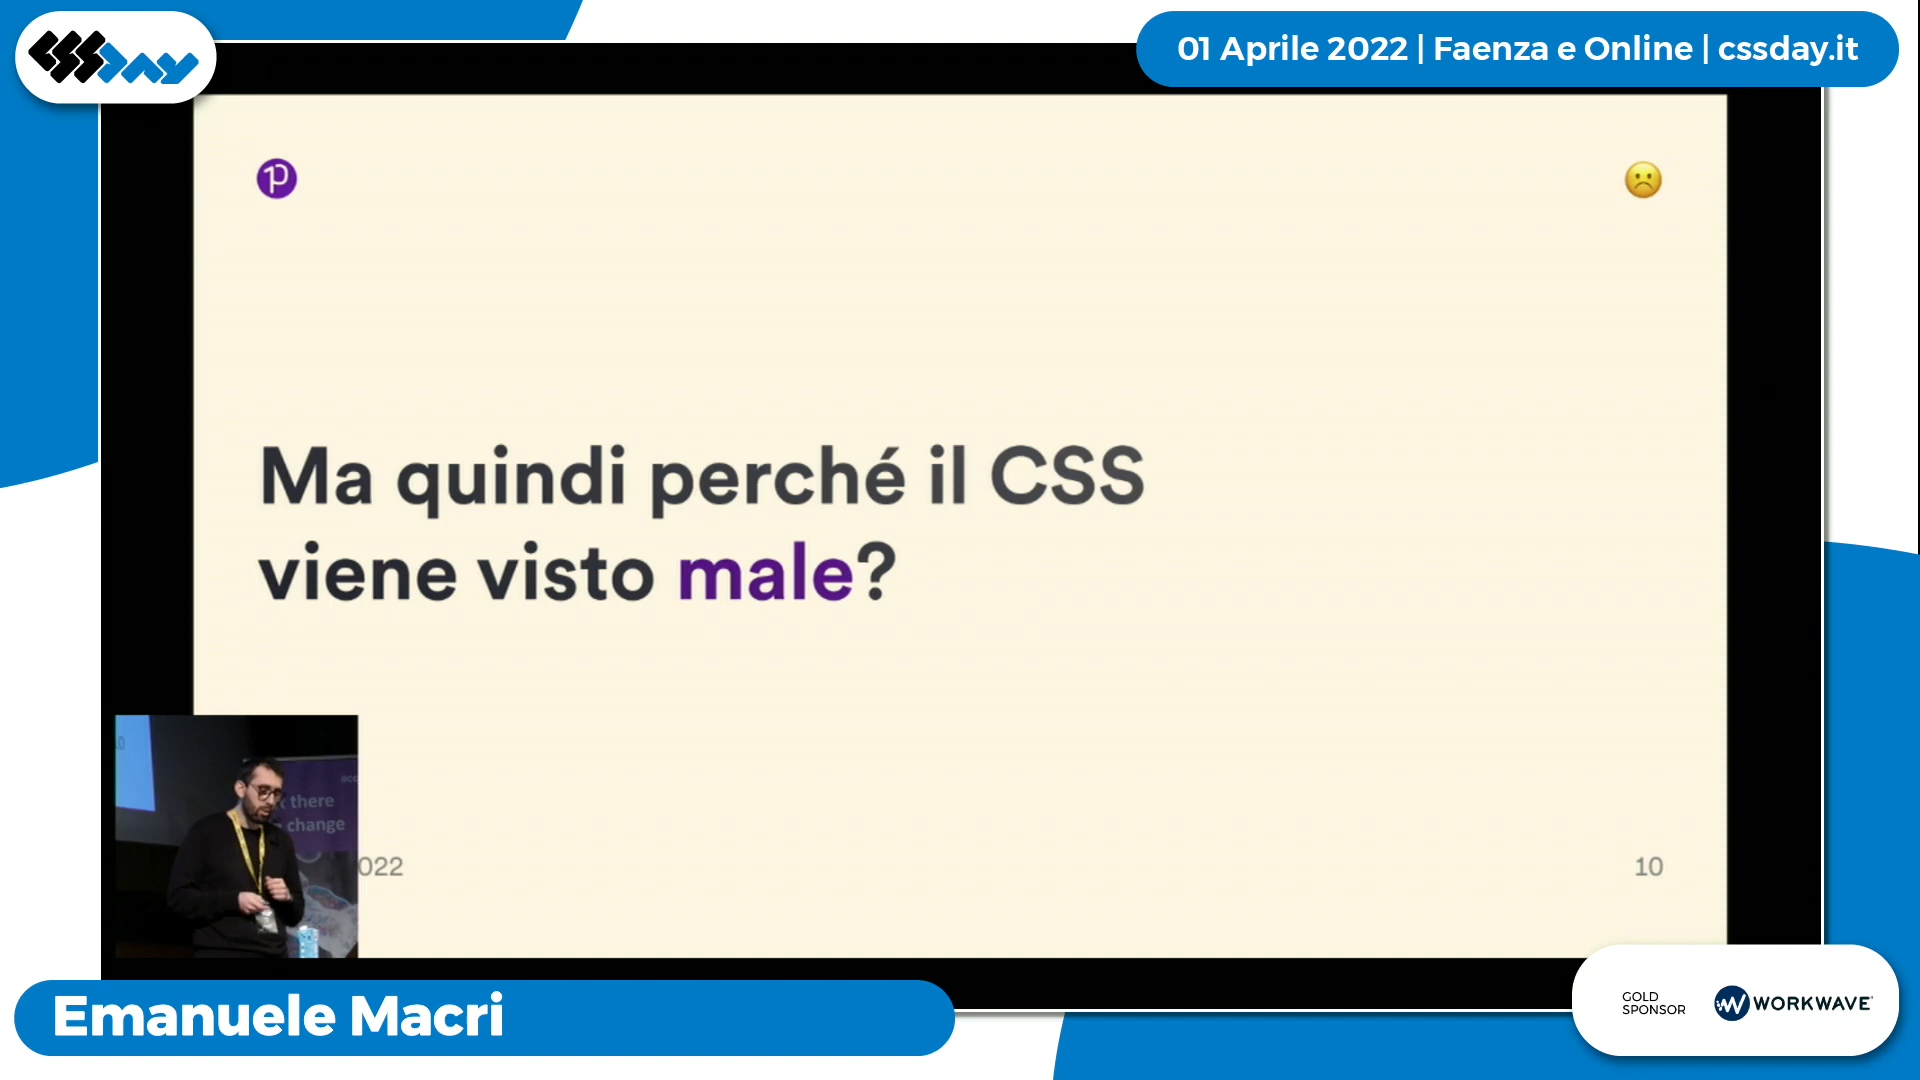 CSSDay
01 Aprile 2022 | Faenza e Online | cssday.it
Ma quindi perché il CSS
viene visto male?
there
change
022
10
Emanuele Macri
GOLD
SPONSOR
WORKWAVE